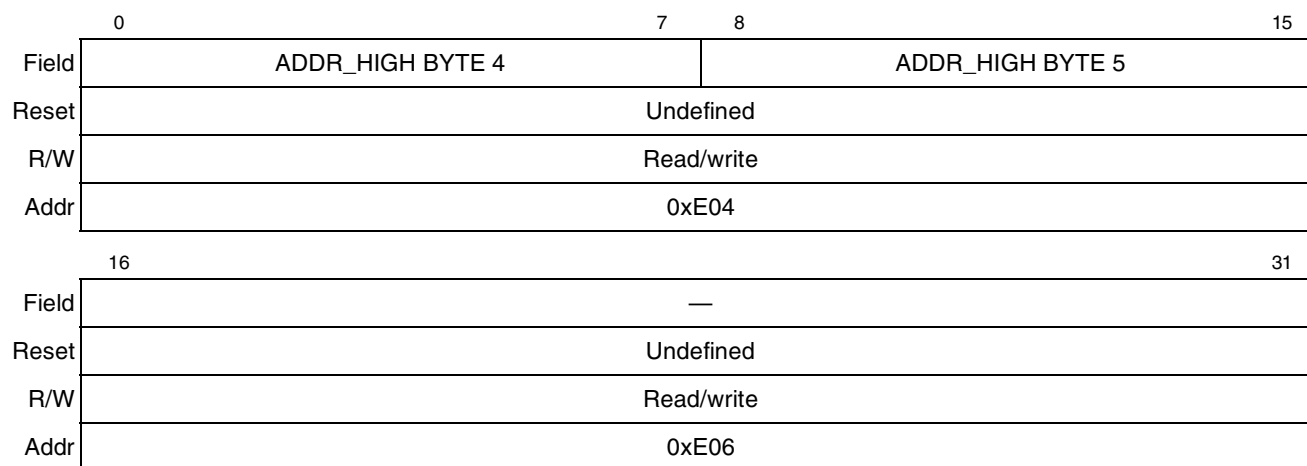 0 7 8 15
Field ADDR_HIGH BYTE 4 ADDR_HIGH BYTE 5
Reset Undefined
R/W Read/write
Addr 0xE04
16 31
Field —
Reset Undefined
R/W Read/write
Addr 0xE06